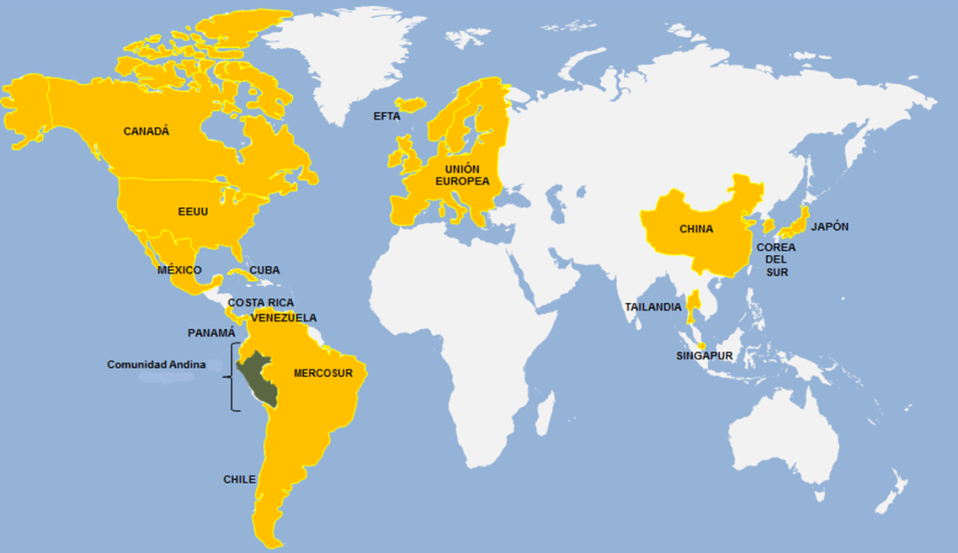 CANADÁ
EFTA
UNIÓN
EUROPEA
EEUU
CHINA
JAPÓN
COREA
DEL
SUR
MÉXICO
CUBA
COSTA RICA
VENEZUELA
TAILANDIA
PANAMÁ
SINGAPUR
Comunidad Andina
MERCOSUR
CHILE